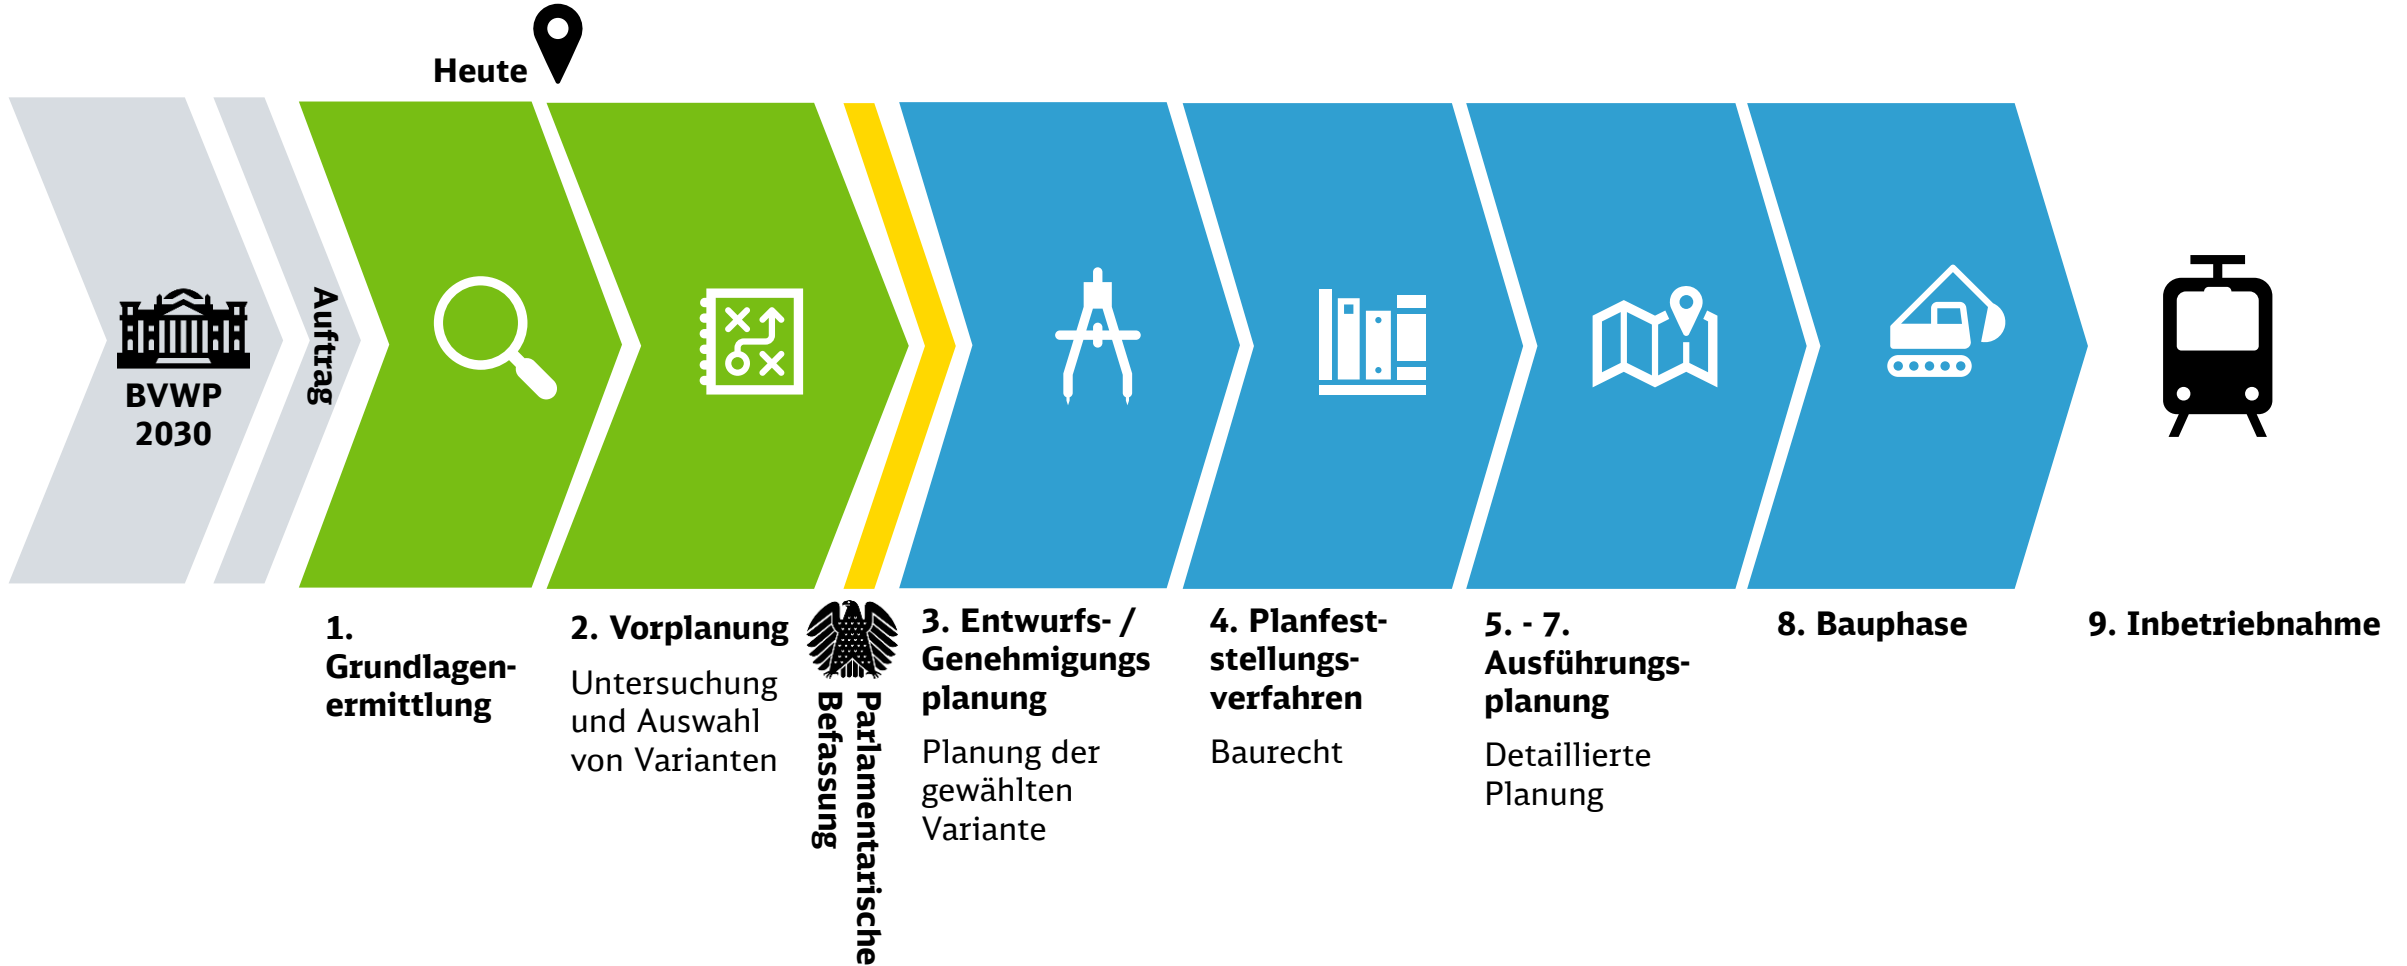 Heute
BVWP
2030
Auftrag
1.
Grundlagen-
ermittlung
2. Vorplanung
Untersuchung
und Auswahl
von Varianten
Parlamentarische
Befassung
3. Entwurfs- /
Genehmigungs
planung
Planung der
gewählten
Variante
4. Planfest-
stellungs-
verfahren
Baurecht
5. - 7.
Ausführungs-
planung
Detaillierte
Planung
8. Bauphase
9. Inbetriebnahme